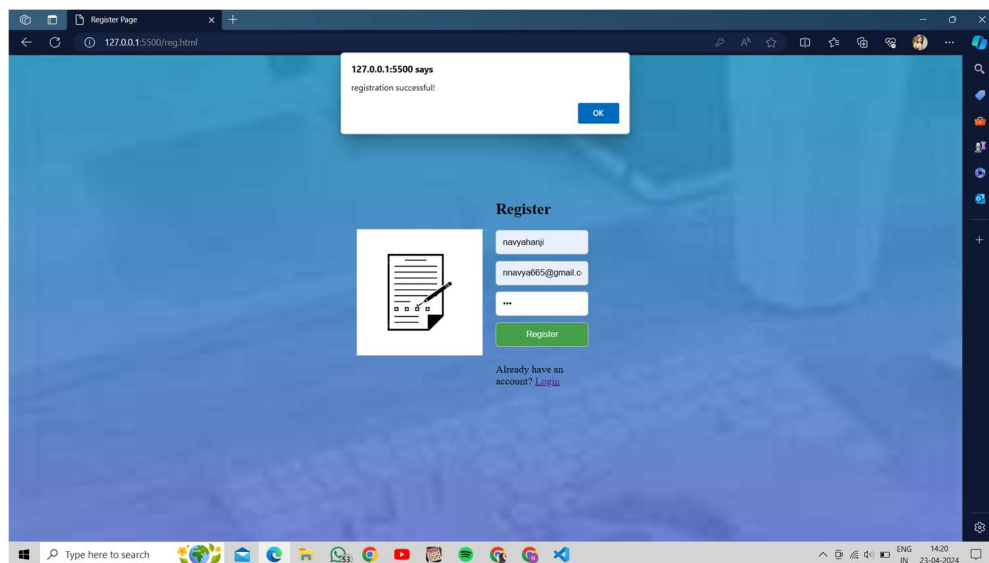 Register Page
127.0.0.1:5500/reg.html
127.0.0.1:5500 says
registration successful!
OK
Register
navyahanji
nnavya665@gmail.c
Register
Already have an
account? Login
Type here to search
53
ENG
IN
14:20
23-04-2024